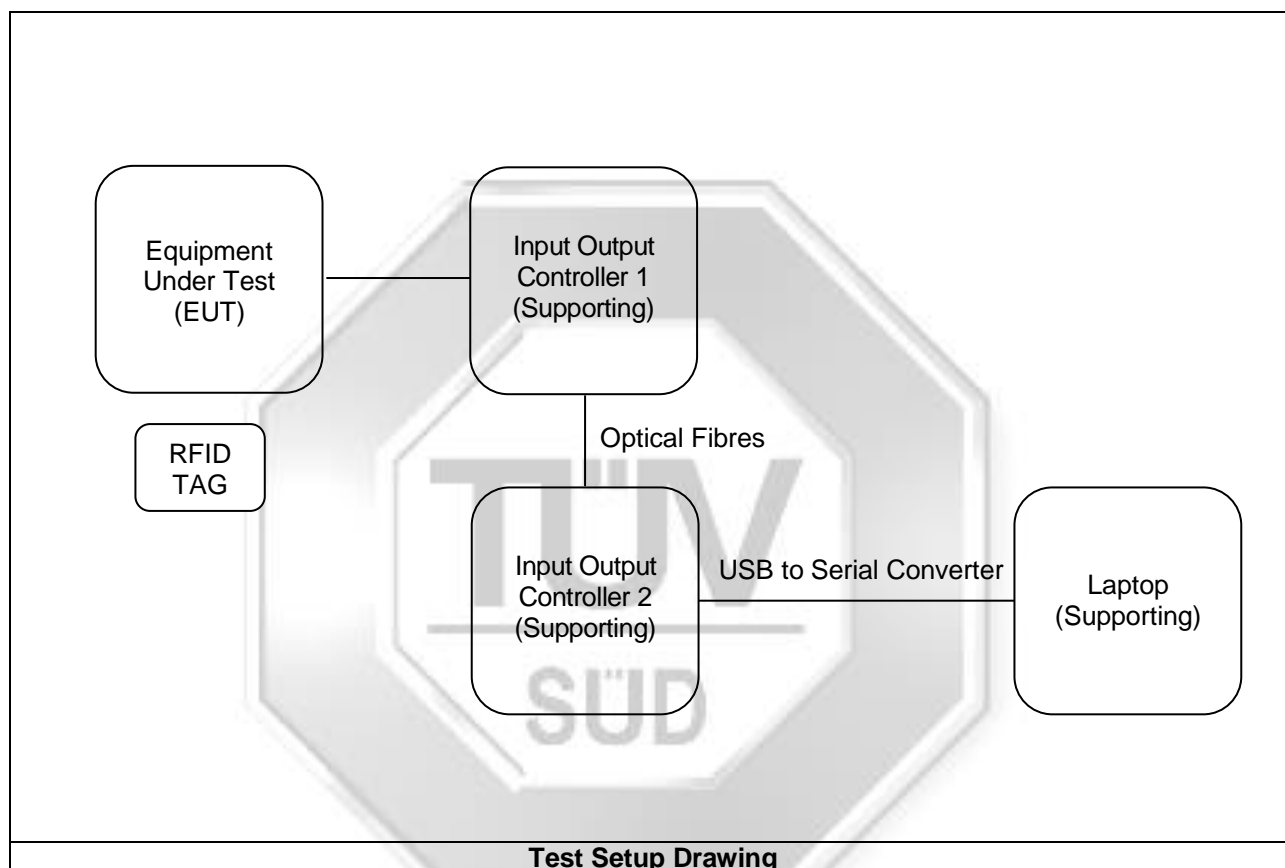 Equipment
Under Test
(EUT)
Input Output
Controller 1
(Supporting)
RFID
TAG
Optical Fibres
TÜV
SÜD
Input Output
Controller 2
(Supporting)
USB to Serial Converter
Laptop
(Supporting)
Test Setup Drawing